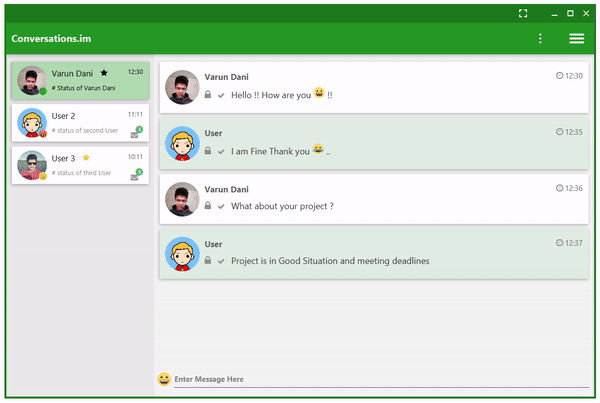 Conversations.im
Varun Dani 12:30
# Status of Varun Dani
User 2 11:11
# status of second User
User 3 10:11
# status of third User
Varun Dani 12:30
Hello !! How are you 😀 !!
User 12:35
I am Fine Thank you 😂 ..
Varun Dani 12:36
What about your project ?
User 12:37
Project is in Good Situation and meeting deadlines
Enter Message Here